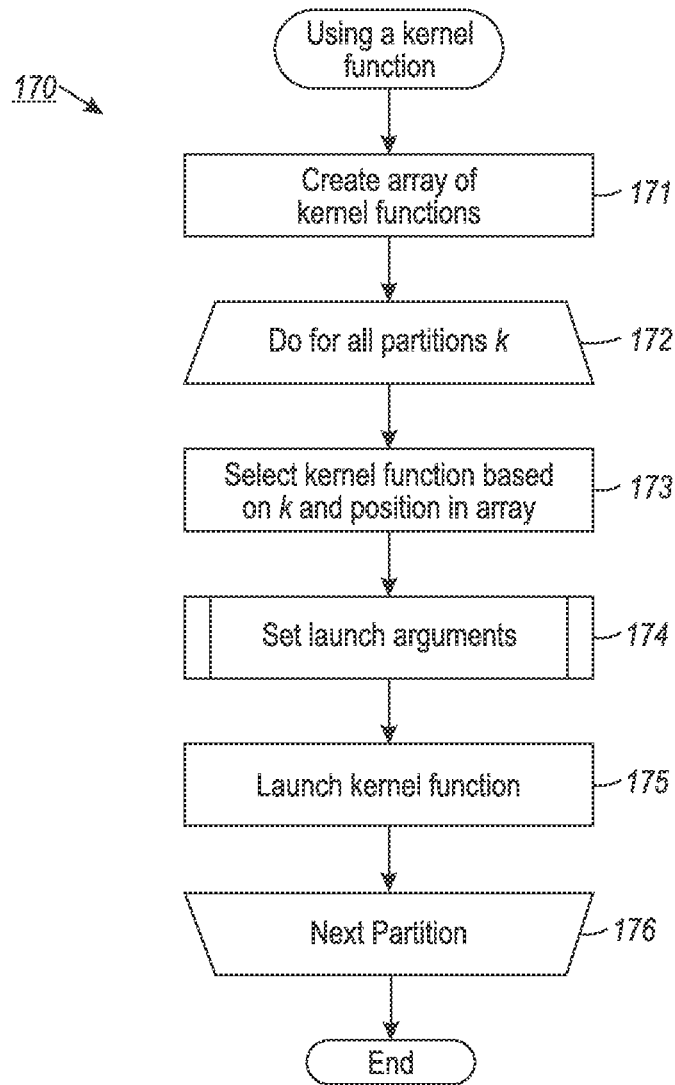 Using a kernel
function
170
Create array of
kernel functions
171
Do for all partitions k
172
Select kernel function based
on k and position in array
173
Set launch arguments
174
Launch kernel function
175
Next Partition
176
End